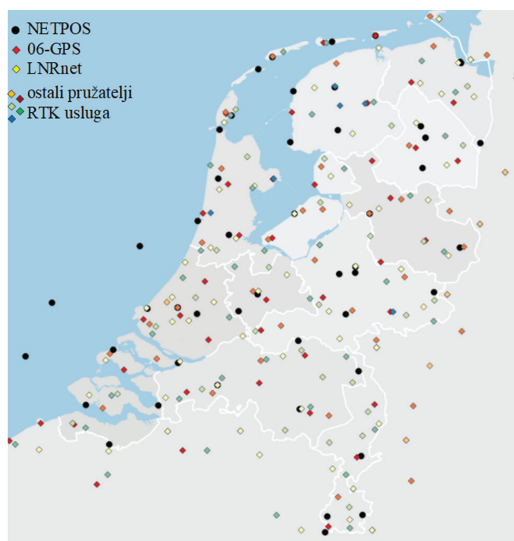 NETPOS
06-GPS
LNRnet
ostali pružatelji
RTK usluga